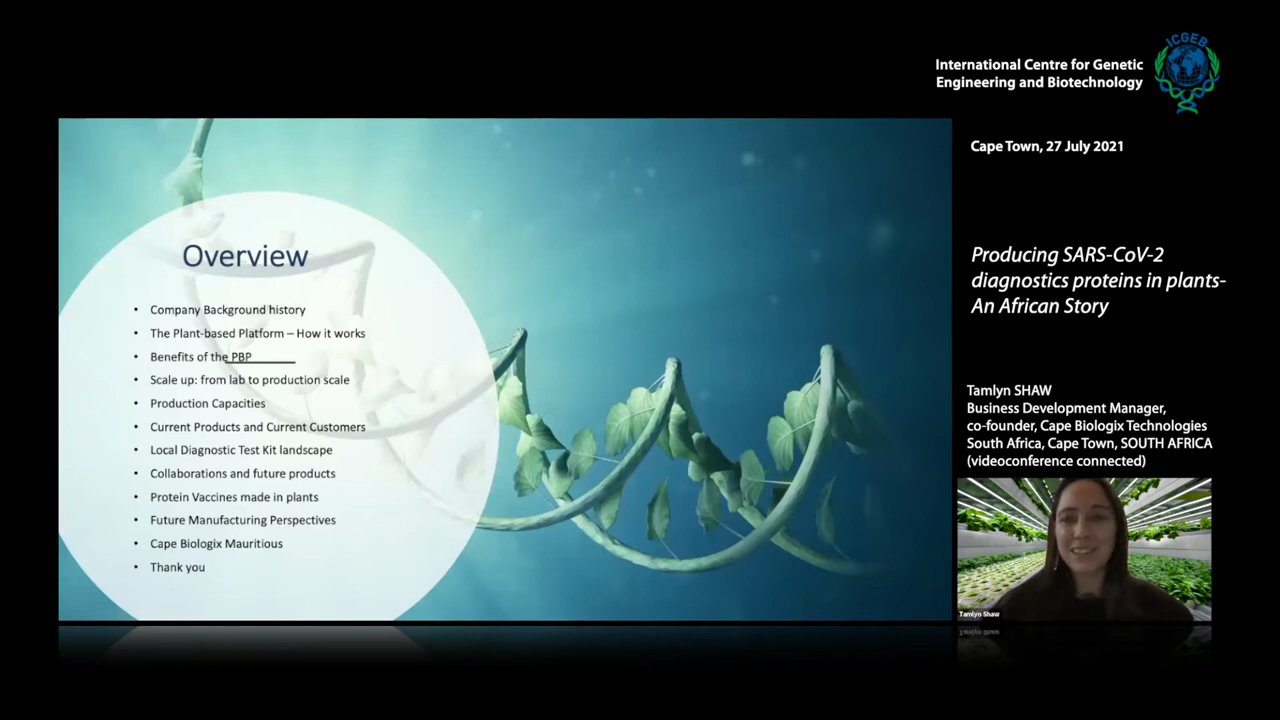 ICGEB
International Centre for Genetic
Engineering and Biotechnology
Cape Town, 27 July 2021
Overview
• Company Background history
• The Plant-based Platform – How it works
• Benefits of the PBP
• Scale up: from lab to production scale
• Production Capacities
• Current Products and Current Customers
• Local Diagnostic Test Kit landscape
• Collaborations and future products
• Protein Vaccines made in plants
• Future Manufacturing Perspectives
• Cape Biologix Mauritious
• Thank you
Producing SARS-CoV-2
diagnostics proteins in plants-
An African Story
Tamlyn SHAW
Business Development Manager,
co-founder, Cape Biologix Technologies
South Africa, Cape Town, SOUTH AFRICA
(videoconference connected)
Tamlyn Shaw